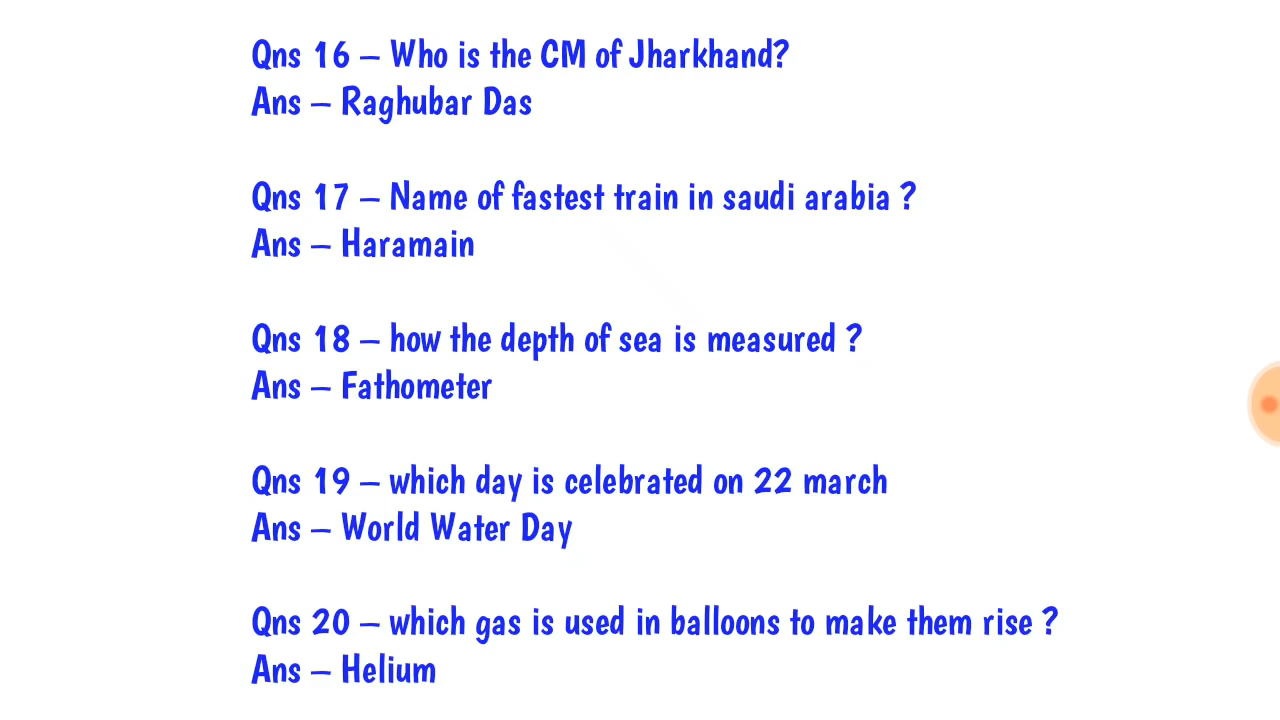 Qns 16 – Who is the CM of Jharkhand?
Ans – Raghubar Das
Qns 17 – Name of fastest train in saudi arabia ?
Ans – Haramain
Qns 18 – how the depth of sea is measured ?
Ans – Fathometer
Qns 19 – which day is celebrated on 22 march
Ans – World Water Day
Qns 20 – which gas is used in balloons to make them rise ?
Ans – Helium